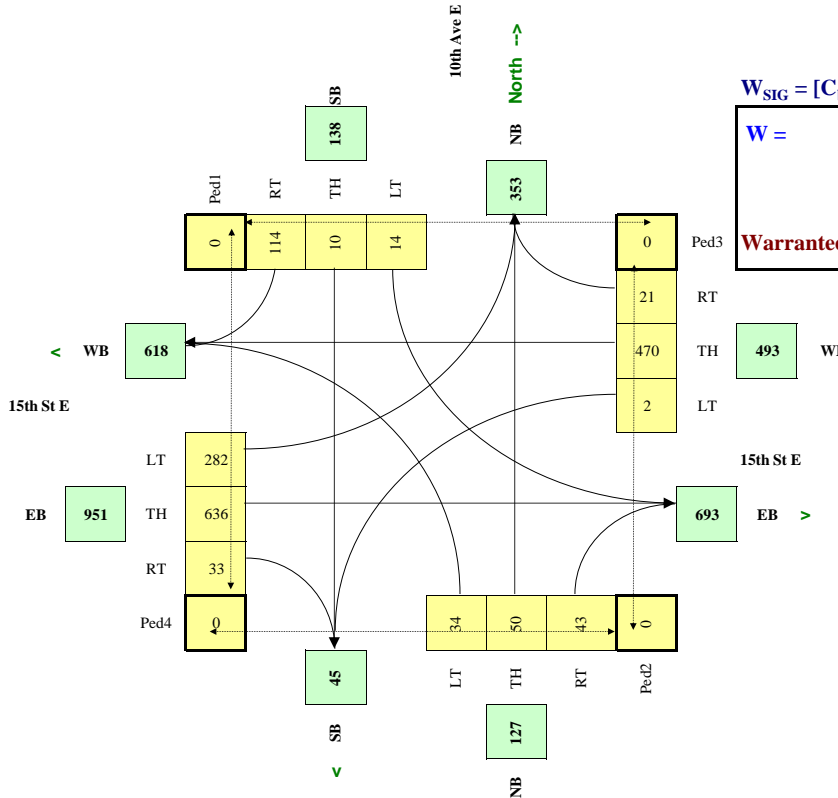 10th Ave E
North -->
W_SIG = [C
SB
138
NB
353
W =
Ped1
RT
TH
LT
0
114
10
14
0
Ped3
Warranted
21
RT
< WB
618
470
TH
493
2
LT
15th St E
15th St E
LT
282
EB
951
TH
636
693
EB >
RT
33
Ped4
0
34
50
43
0
45
LT
TH
RT
Ped2
SB
127
<
NB